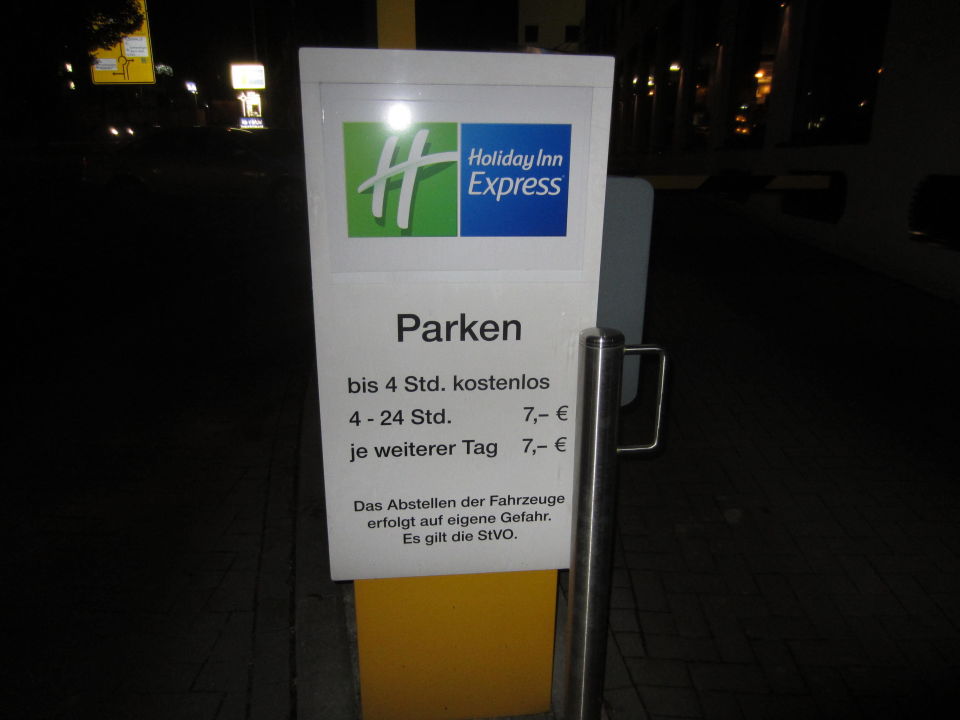 H
Holiday Inn
Express
Parken
bis 4 Std. kostenlos
4 - 24 Std. 7,– €
je weiterer Tag 7,– €
Das Abstellen der Fahrzeuge
erfolgt auf eigene Gefahr.
Es gilt die StVO.